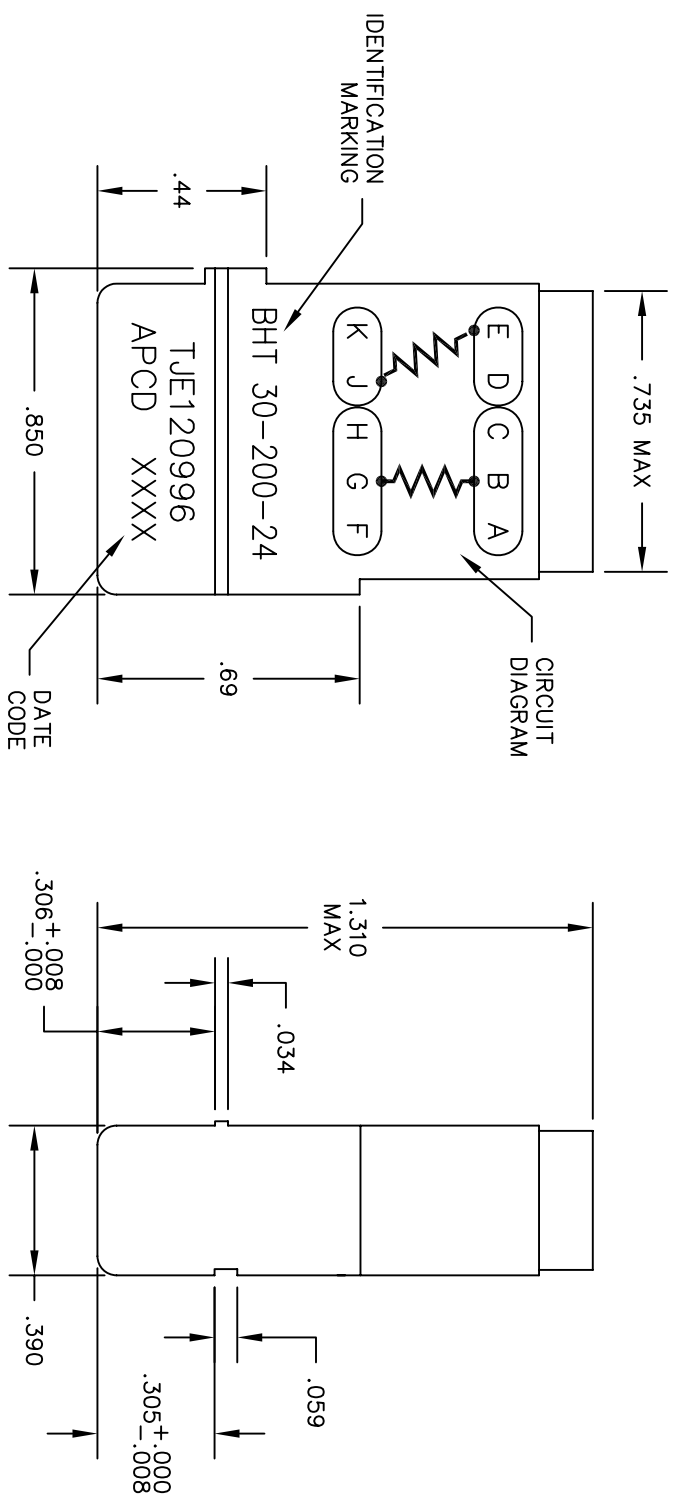 IDENTIFICATION
MARKING
.44
.735 MAX
E D C B A
K J H G F
BHT 30-200-24
TJE120996
APCD XXXX
.850
.69
CIRCUIT
DIAGRAM
DATE
CODE
1.310
MAX
.306 +.008
-.000
.034
.390
.059
.305 +.000
-.008